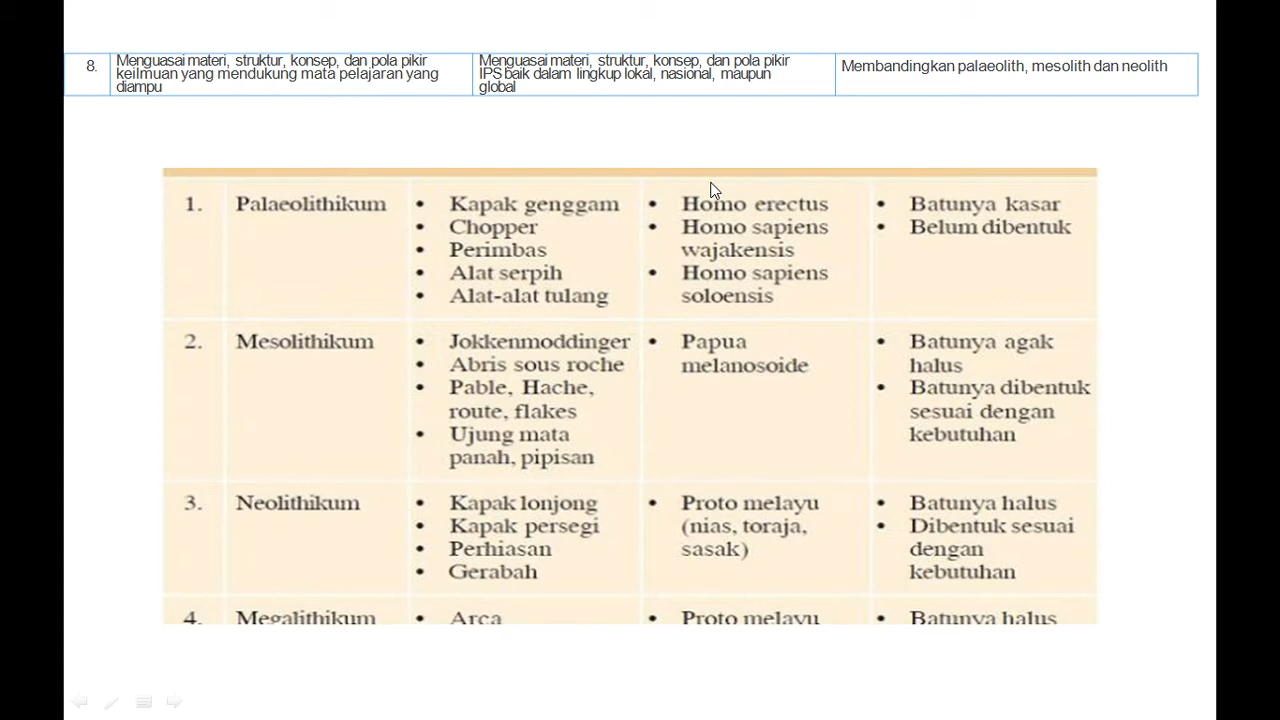 8.
Menguasai materi, struktur, konsep, dan pola pikir
keilmuan yang mendukung mata pelajaran yang
diampu
Menguasai materi, struktur, konsep, dan pola pikir
IPS baik dalam lingkup lokal, nasional, maupun
global
Membandingkan palaeolith, mesolith dan neolith
1.
Palaeolithikum
• Kapak genggam
• Chopper
• Perimbas
• Alat serpih
• Alat-alat tulang
• Homo erectus
• Homo sapiens
wajakensis
• Homo sapiens
soloensis
• Batunya kasar
• Belum dibentuk
2.
Mesolithikum
• Jokkenmoddinger
• Abris sous roche
• Pable, Hache,
route, flakes
• Ujung mata
panah, pipisan
• Papua
melanosoide
• Batunya agak
halus
• Batunya dibentuk
sesuai dengan
kebutuhan
3.
Neolithikum
• Kapak lonjong
• Kapak persegi
• Perhiasan
• Gerabah
• Proto melayu
(nias, toraja,
sasak)
• Batunya halus
• Dibentuk sesuai
dengan
kebutuhan
4.
Megalithikum
• Arca
• Proto melayu
• Batunya halus